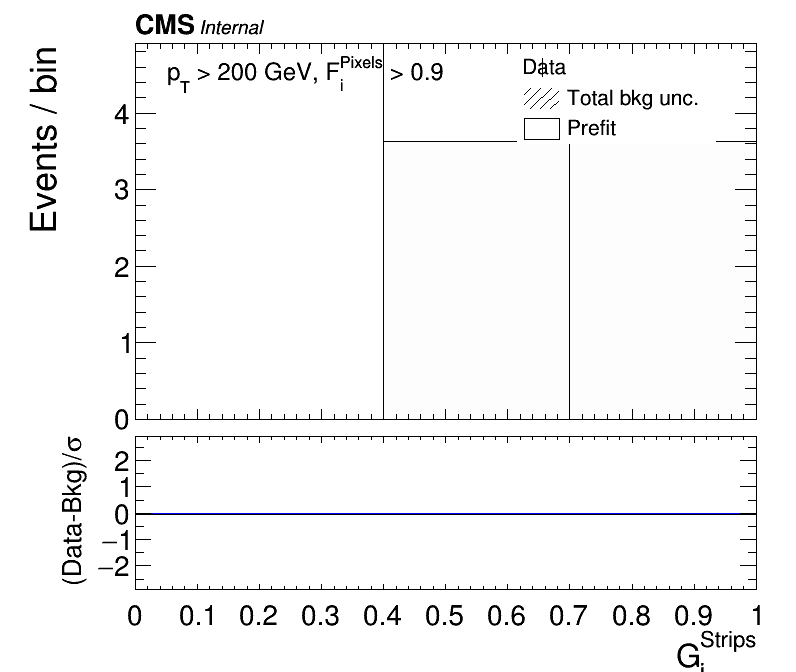 CMS Internal
Events / bin
p_T > 200 GeV, F_i^Pixels > 0.9
Data
Total bkg unc.
Prefit
4
3
2
1
0
(Data-Bkg)/σ
2
1
0
−1
−2
0 0.1 0.2 0.3 0.4 0.5 0.6 0.7 0.8 0.9 1
G_i^Strips